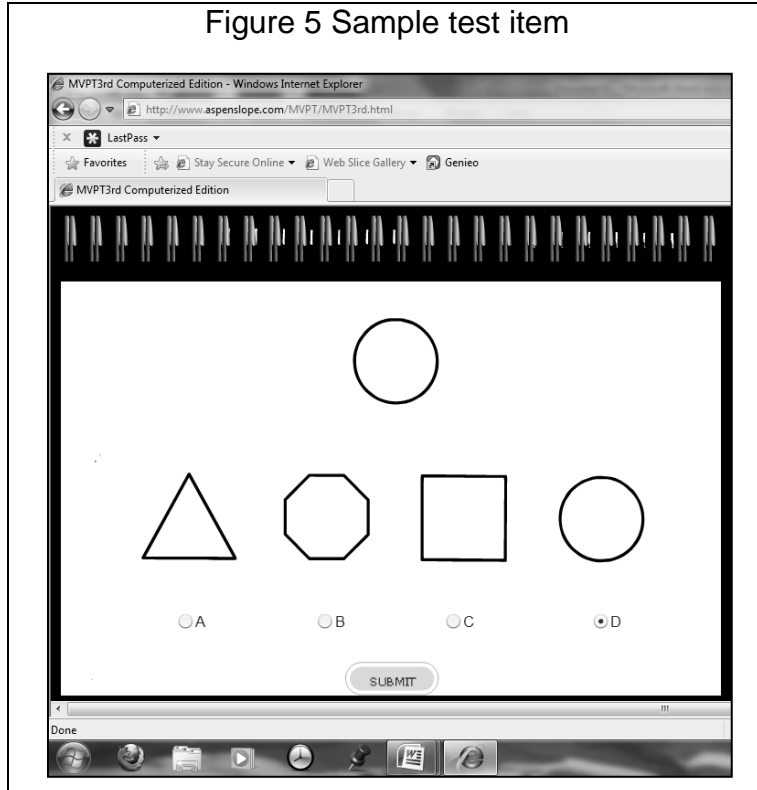 Figure 5 Sample test item
MVPT3rd Computerized Edition - Windows Internet Explorer
http://www.aspenslope.com/MVPT/MVPT3rd.html
x LastPass
Favorites Stay Secure Online Web Slice Gallery Genieo
MVPT3rd Computerized Edition
A B C D
SUBMIT
Done